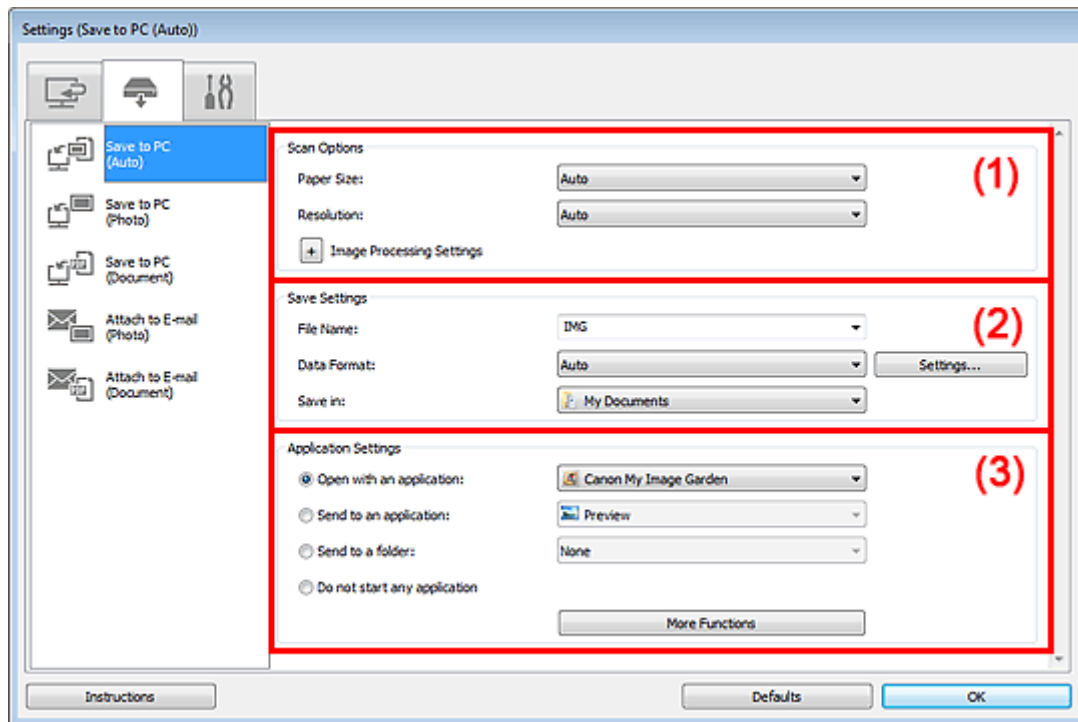 Settings (Save to PC (Auto))
Save to PC
(Auto)
Save to PC
(Photo)
Save to PC
(Document)
Attach to E-mail
(Photo)
Attach to E-mail
(Document)
Scan Options
(1)
Paper Size: Auto
Resolution: Auto
+ Image Processing Settings
Save Settings
(2)
File Name: IMG
Data Format: Auto Settings...
Save in: My Documents
Application Settings
(3)
Open with an application: Canon My Image Garden
Send to an application: Preview
Send to a folder: None
Do not start any application
More Functions
Instructions Defaults OK